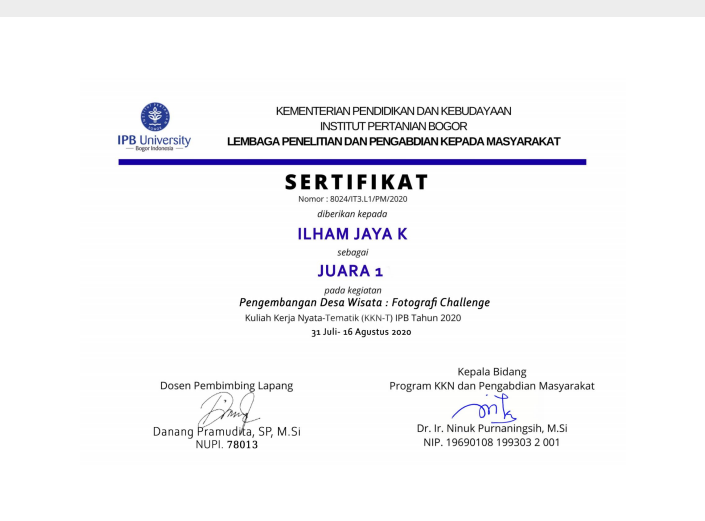 IPB University
Bogor Indonesia
KEMENTERIAN PENDIDIKAN DAN KEBUDAYAAN
INSTITUT PERTANIAN BOGOR
LEMBAGA PENELITIAN DAN PENGABDIAN KEPADA MASYARAKAT
SERTIFIKAT
Nomor : 8024/IT3.L1/PM/2020
diberikan kepada
ILHAM JAYA K
sebagai
JUARA 1
pada kegiatan
Pengembangan Desa Wisata : Fotografi Challenge
Kuliah Kerja Nyata-Tematik (KKN-T) IPB Tahun 2020
31 Juli- 16 Agustus 2020
Dosen Pembimbing Lapang
Danang Pramudita, SP, M.Si
NUPI. 78013
Kepala Bidang
Program KKN dan Pengabdian Masyarakat
Dr. Ir. Ninuk Purnaningsih, M.Si
NIP. 19690108 199303 2 001